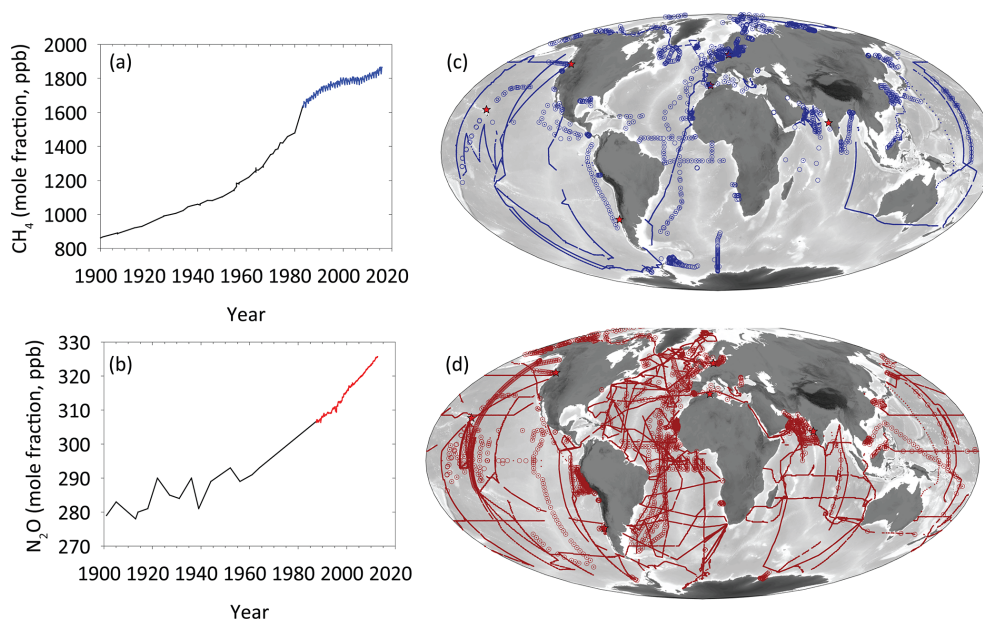 (a)
CH4 (mole fraction, ppb)
2000
1800
1600
1400
1200
1000
800
1900 1920 1940 1960 1980 2000 2020
Year
(b)
N2O (mole fraction, ppb)
330
320
310
300
290
280
270
1900 1920 1940 1960 1980 2000 2020
Year
(c)
(d)